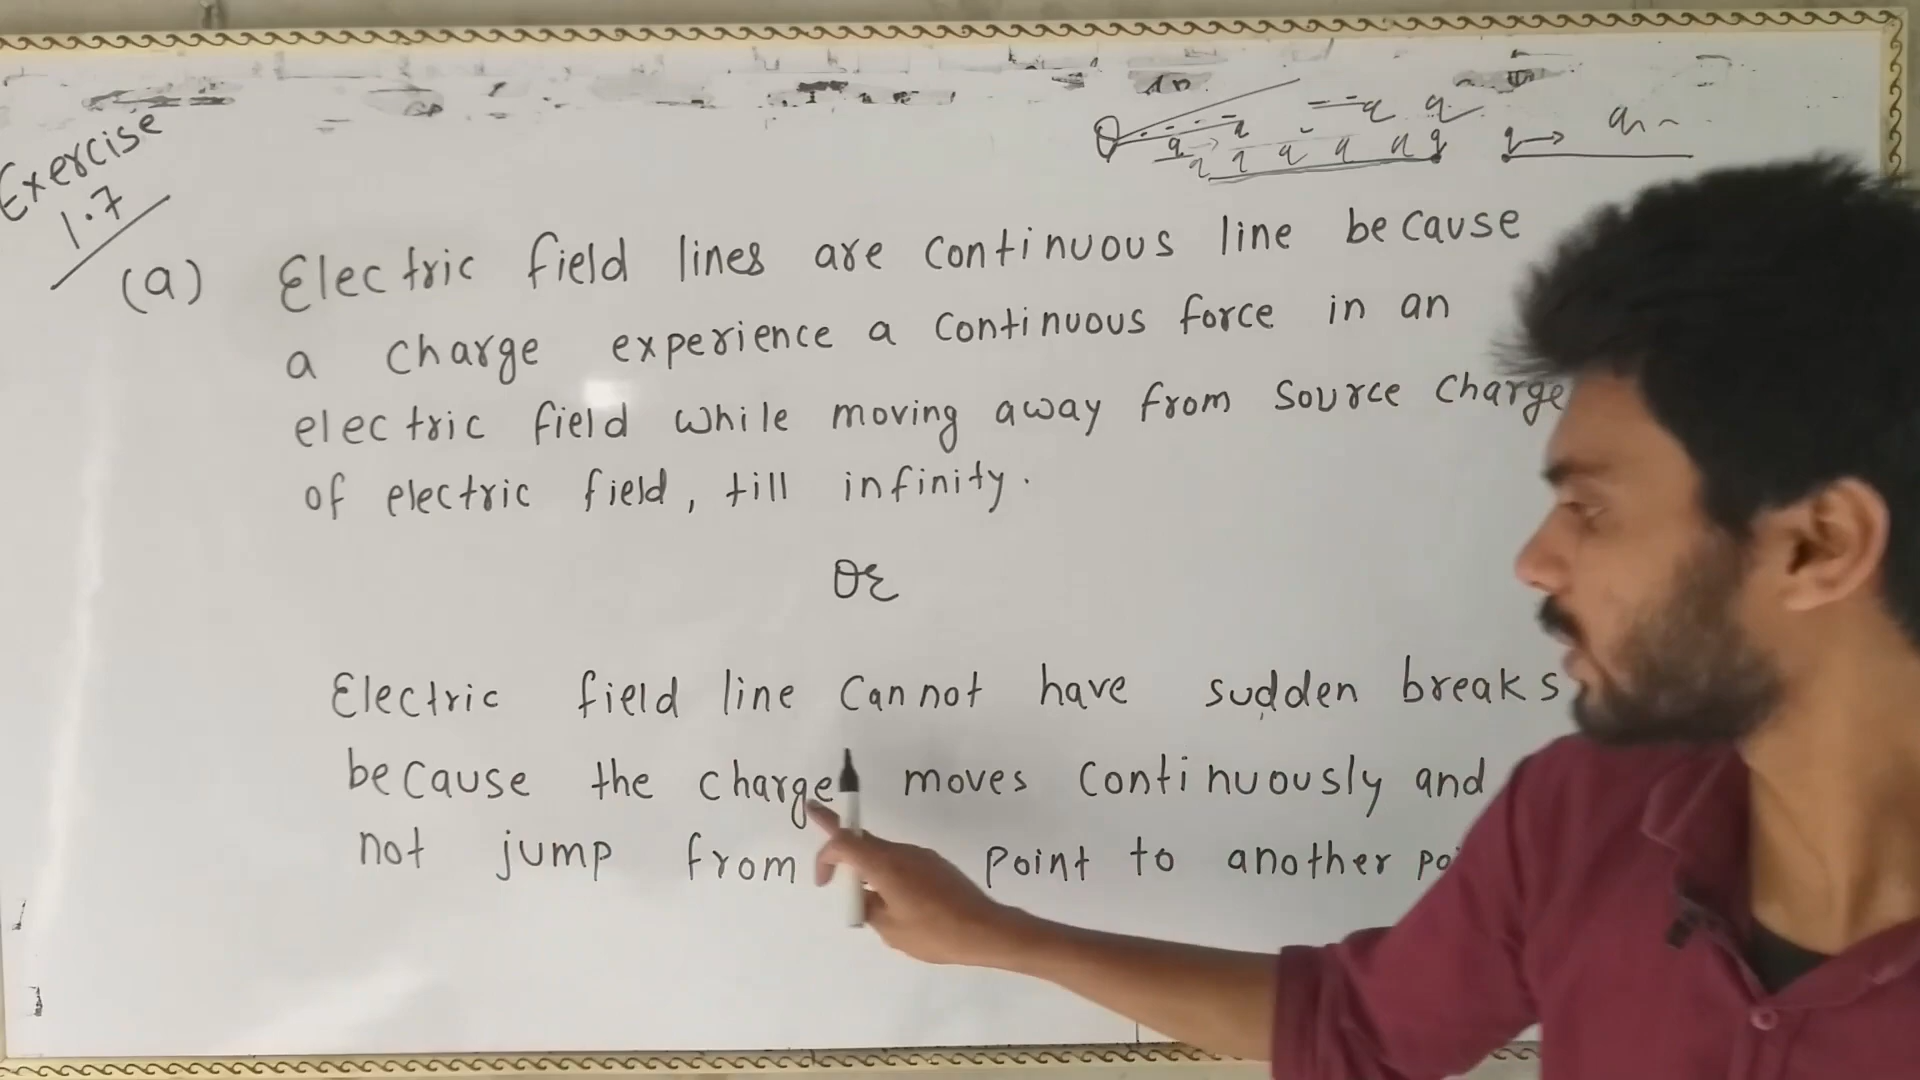 Exercise
1.7
(a) Electric field lines are continuous line because
a charge experience a continuous force in an
electric field while moving away from source charge
of electric field, till infinity.
or
Electric field line cannot have sudden breaks
because the charge moves continuously and
not jump from point to another
q q
q q q q q q q